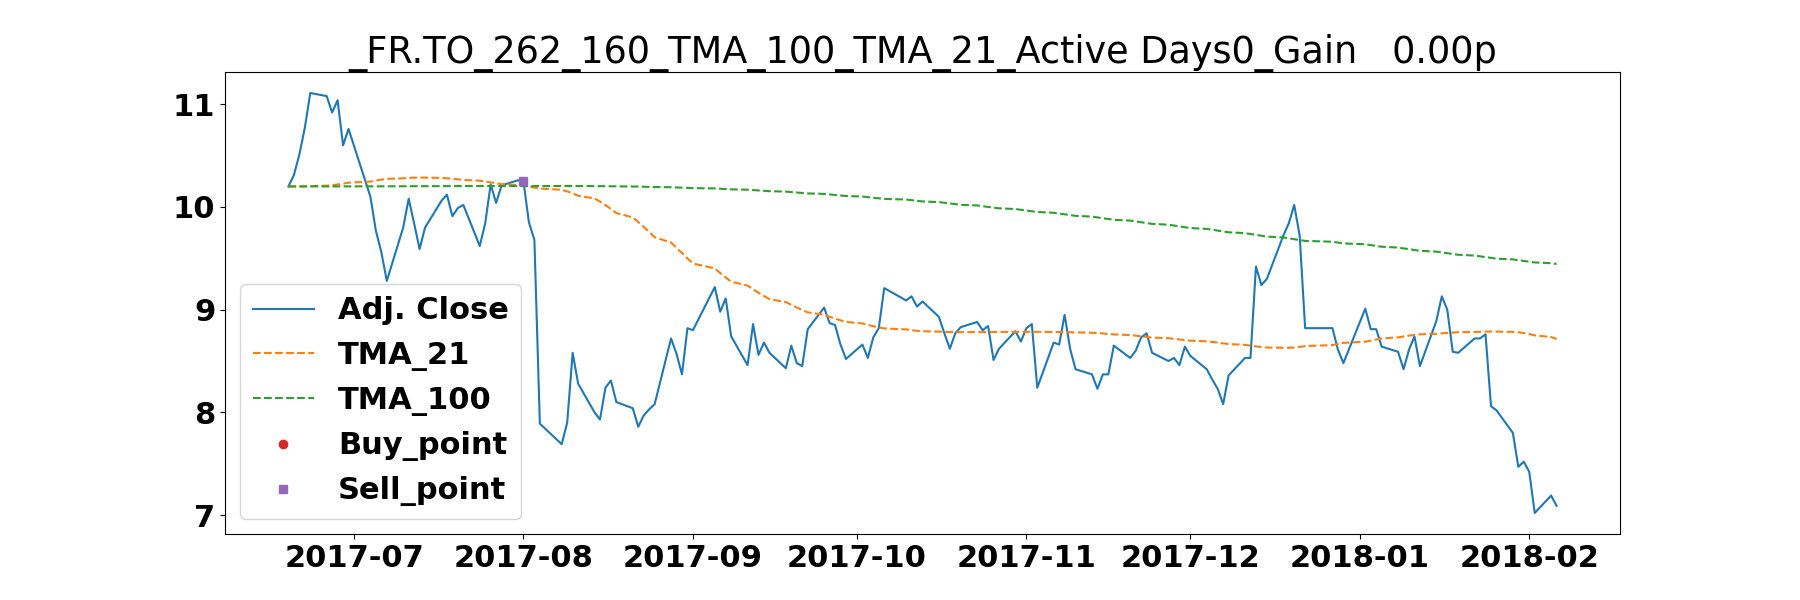 _FR.TO_262_160_TMA_100_TMA_21_Active Days0_Gain   0.00p
11
10
9
8
7
Adj. Close
TMA_21
TMA_100
Buy_point
Sell_point
2017-07 2017-08 2017-09 2017-10 2017-11 2017-12 2018-01 2018-02